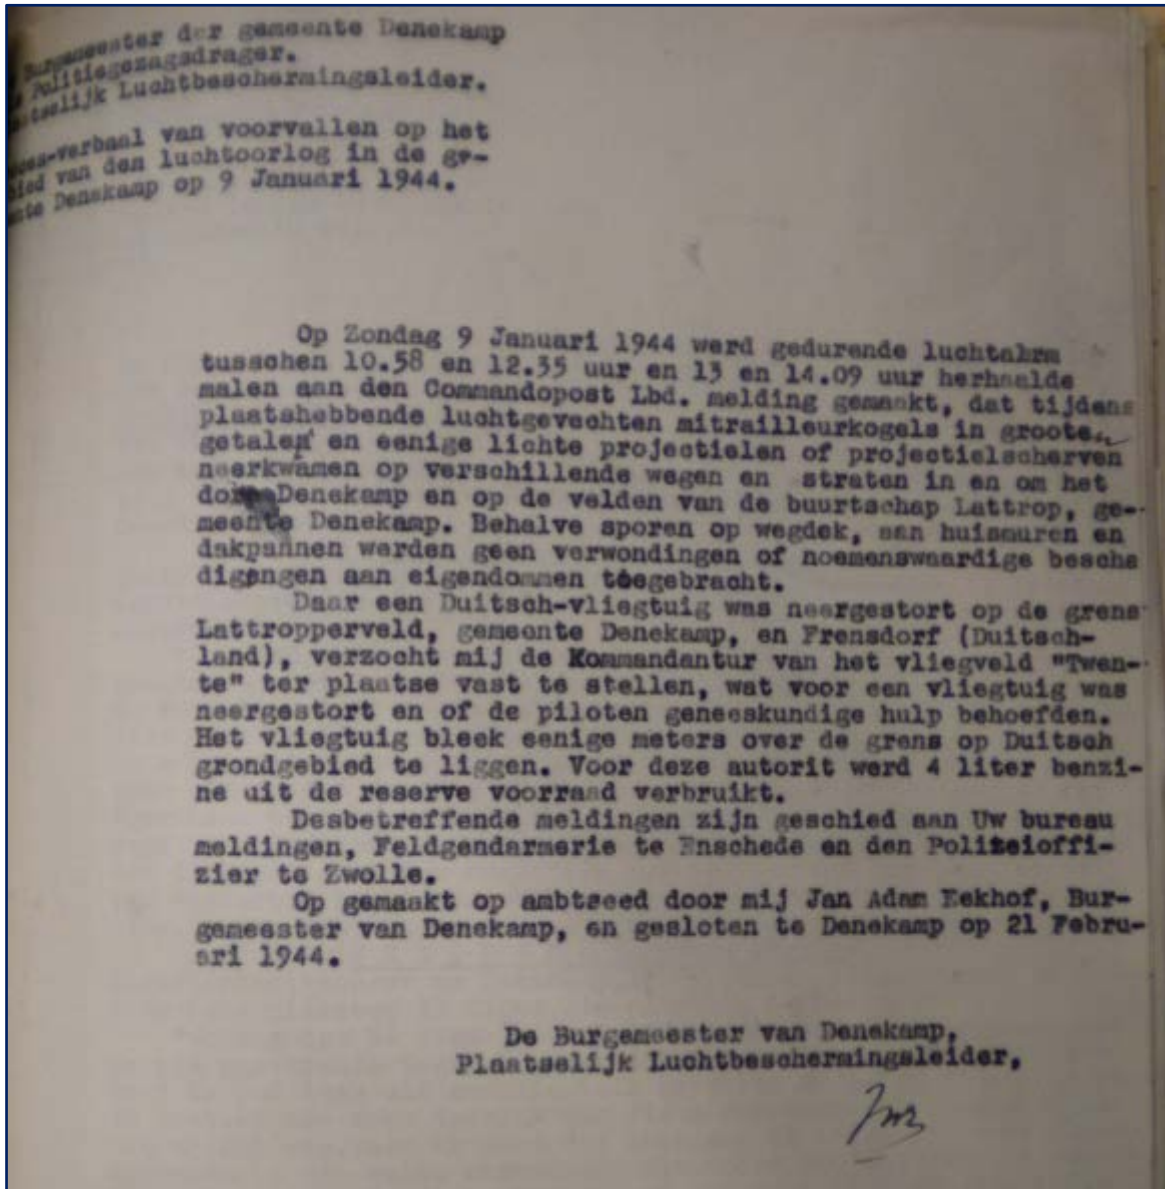 Burgemeester der gemeente Denekamp
Politiegezagsdrager.
aatselijk Luchtbeschermingsleider.
oces-verbaal van voorvallen op het
bied van den luchtoorlog in de ge-
ente Denekamp op 9 Januari 1944.
Op Zondag 9 Januari 1944 werd gedurende luchtalrm
tusschen 10.58 en 12.35 uur en 13 en 14.09 uur herhaalde
malen aan den Commandopost Lbd. melding gemaakt, dat tijdens
plaatshebbende luchtgevechten mitrailleurkogels in groote
getalen en eenige lichte projectielen of projectielscherven
neerkwamen op verschillende wegen en straten in en om het
Denekamp en op de velden van de buurtschap Lattrop, ge-
meente Denekamp. Behalve sporen op wegdek, aan huismuren en
dakpannen werden geen verwondingen of noemenswaardige bescha
digingen aan eigendommen toegebracht.
Daar een Duitsch-vliegtuig was neergestort op de grens
Lattropperveld, gemeente Denekamp, en Frensdorf (Duitsch-
land), verzocht mij de Kommandantur van het vliegveld "Twen-
te" ter plaatse vast te stellen, wat voor een vliegtuig was
neergestort en of de piloten geneeskundige hulp behoefden.
Het vliegtuig bleek eenige meters over de grens op Duitsch
grondgebied te liggen. Voor deze autorit werd 4 liter benzi-
ne uit de reserve voorraad verbruikt.
Desbetreffende meldingen zijn geschied aan Uw bureau
meldingen, Feldgendarmerie te Enschede en den Polizeioffi-
zier te Zwolle.
Op gemaakt op ambtseed door mij Jan Adam Eekhof, Bur-
gemeester van Denekamp, en gesloten te Denekamp op 21 Febru-
ari 1944.
De Burgemeester van Denekamp,
Plaatselijk Luchtbeschermingsleider,